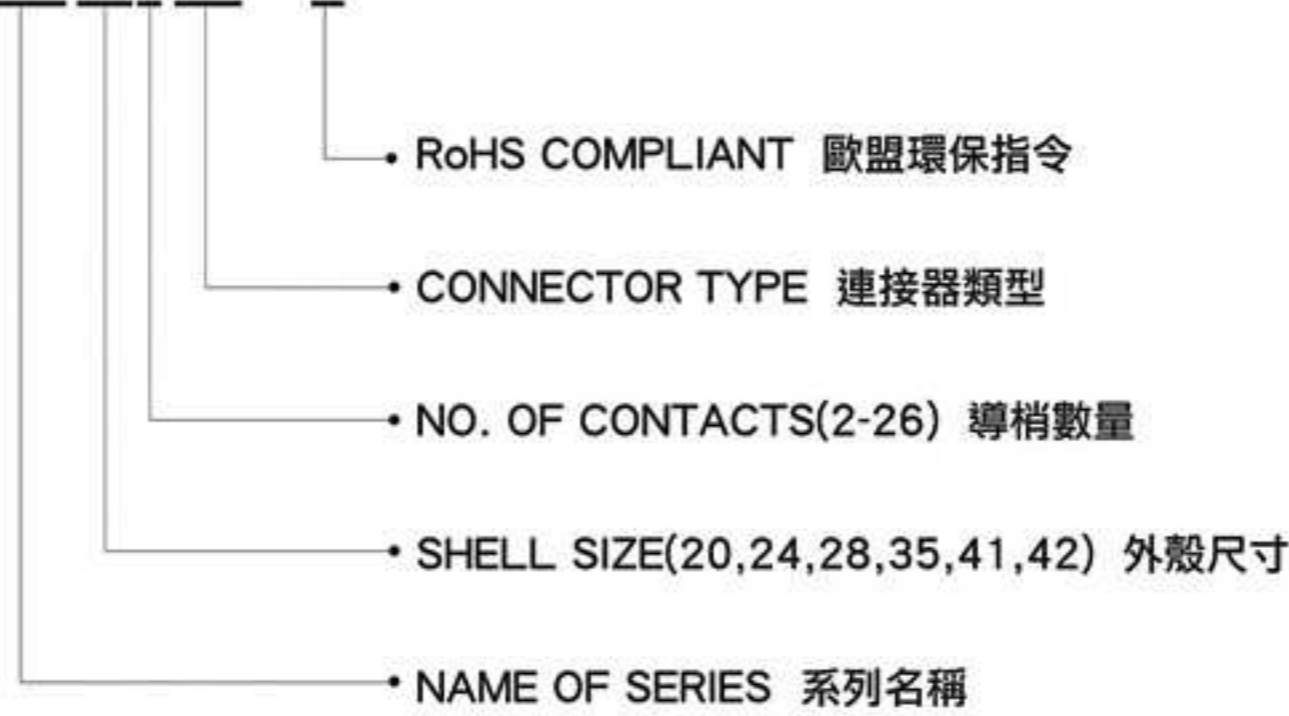 RoHS COMPLIANT 歐盟環保指令
CONNECTOR TYPE 連接器類型
NO. OF CONTACTS(2-26) 導梢數量
SHELL SIZE(20,24,28,35,41,42) 外殼尺寸
NAME OF SERIES 系列名稱